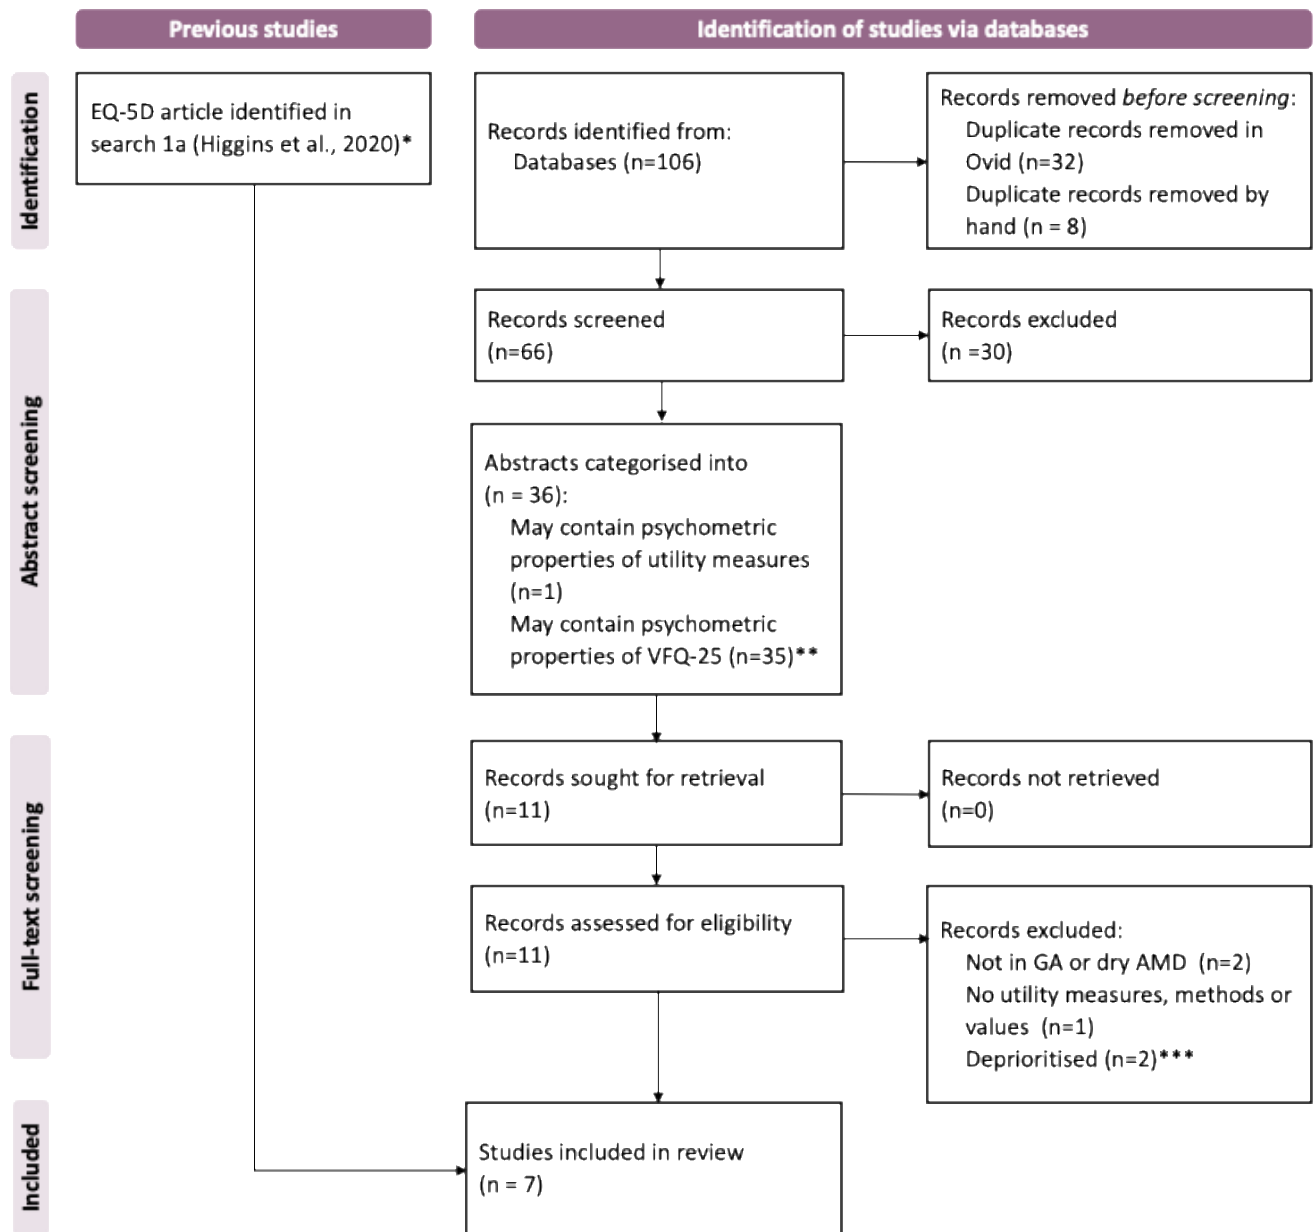 Previous studies
Identification of studies via databases
Identification
EQ-5D article identified in
search 1a (Higgins et al., 2020)*
Records identified from:
Databases (n=106)
Records removed before screening:
Duplicate records removed in
Ovid (n=32)
Duplicate records removed by
hand (n = 8)
Abstract screening
Records screened
(n=66)
Records excluded
(n =30)
Abstracts categorised into
(n = 36):
May contain psychometric
properties of utility measures
(n=1)
May contain psychometric
properties of VFQ-25 (n=35)**
Full-text screening
Records sought for retrieval
(n=11)
Records not retrieved
(n=0)
Records assessed for eligibility
(n=11)
Records excluded:
Not in GA or dry AMD (n=2)
No utility measures, methods or
values (n=1)
Deprioritised (n=2)***
Included
Studies included in review
(n = 7)